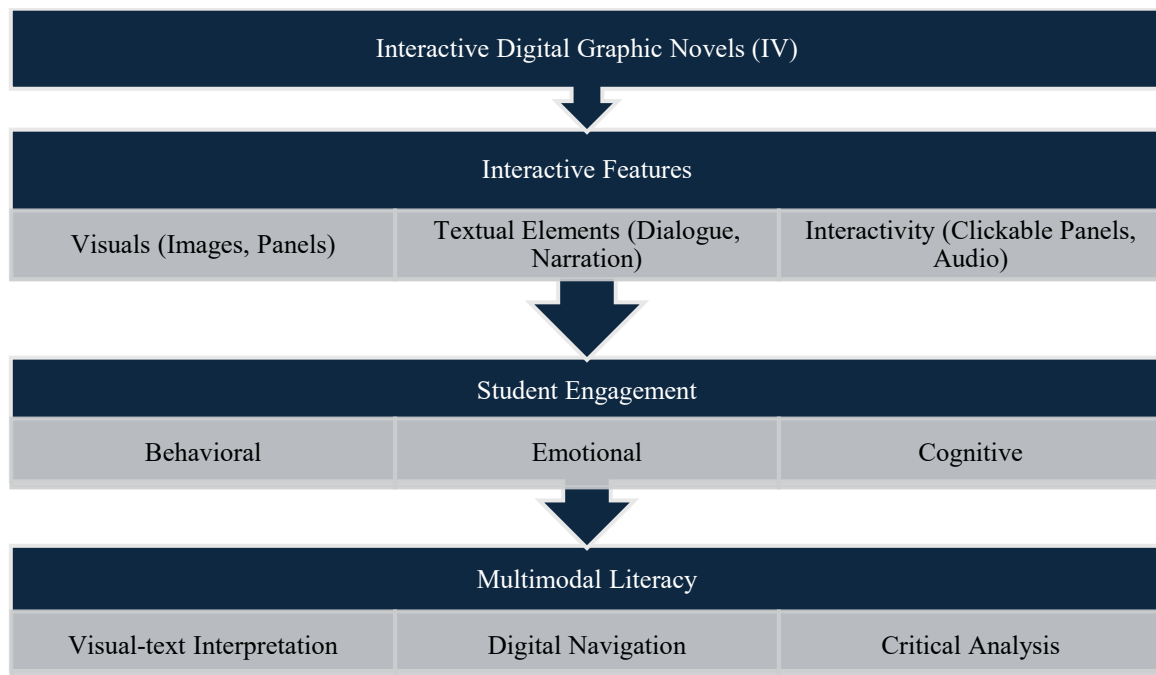 Interactive Digital Graphic Novels (IV)
Interactive Features
Visuals (Images, Panels)
Textual Elements (Dialogue,
Narration)
Interactivity (Clickable Panels,
Audio)
Student Engagement
Behavioral
Emotional
Cognitive
Multimodal Literacy
Visual-text Interpretation
Digital Navigation
Critical Analysis